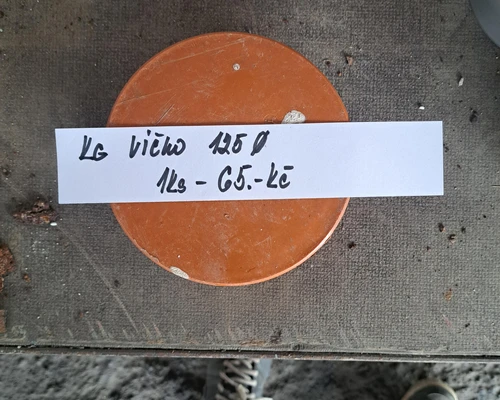 KG VÍČKO 125 Ø
1ks - 65.-Kč